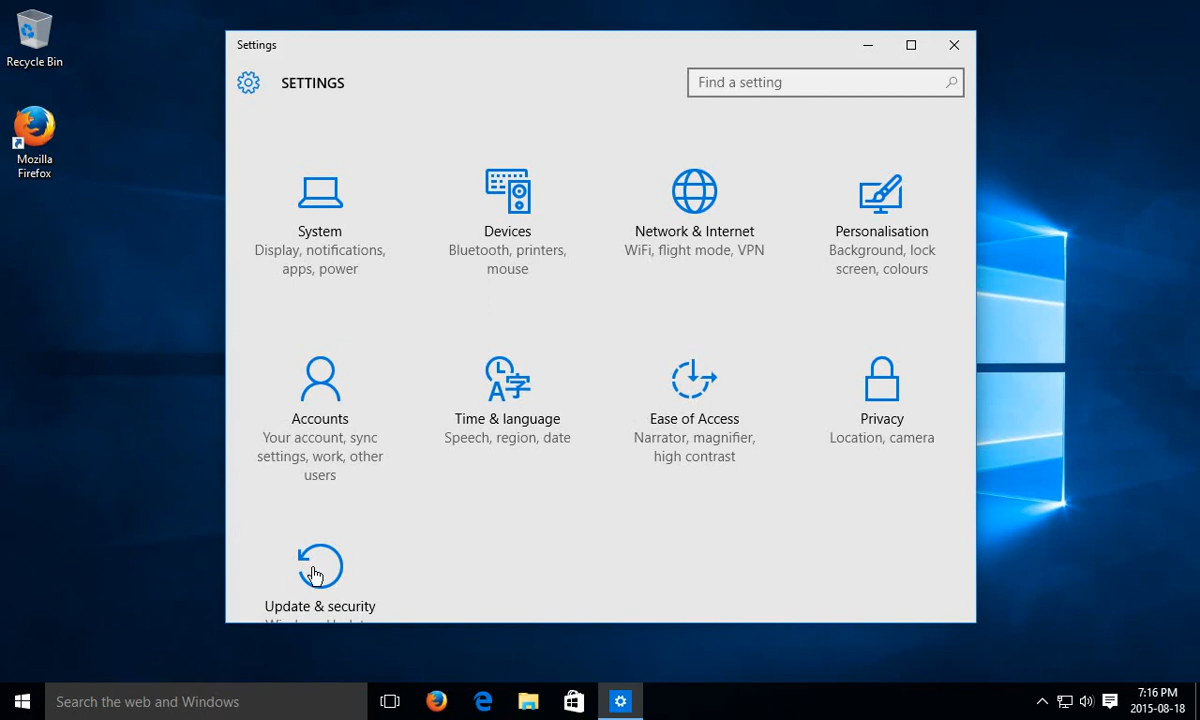 Recycle Bin
Mozilla
Firefox
Settings
SETTINGS
Find a setting
System
Display, notifications,
apps, power
Devices
Bluetooth, printers,
mouse
Network & Internet
WiFi, flight mode, VPN
Personalisation
Background, lock
screen, colours
Accounts
Your account, sync
settings, work, other
users
Time & language
Speech, region, date
Ease of Access
Narrator, magnifier,
high contrast
Privacy
Location, camera
Update & security
Search the web and Windows
7:16 PM
2015-08-18